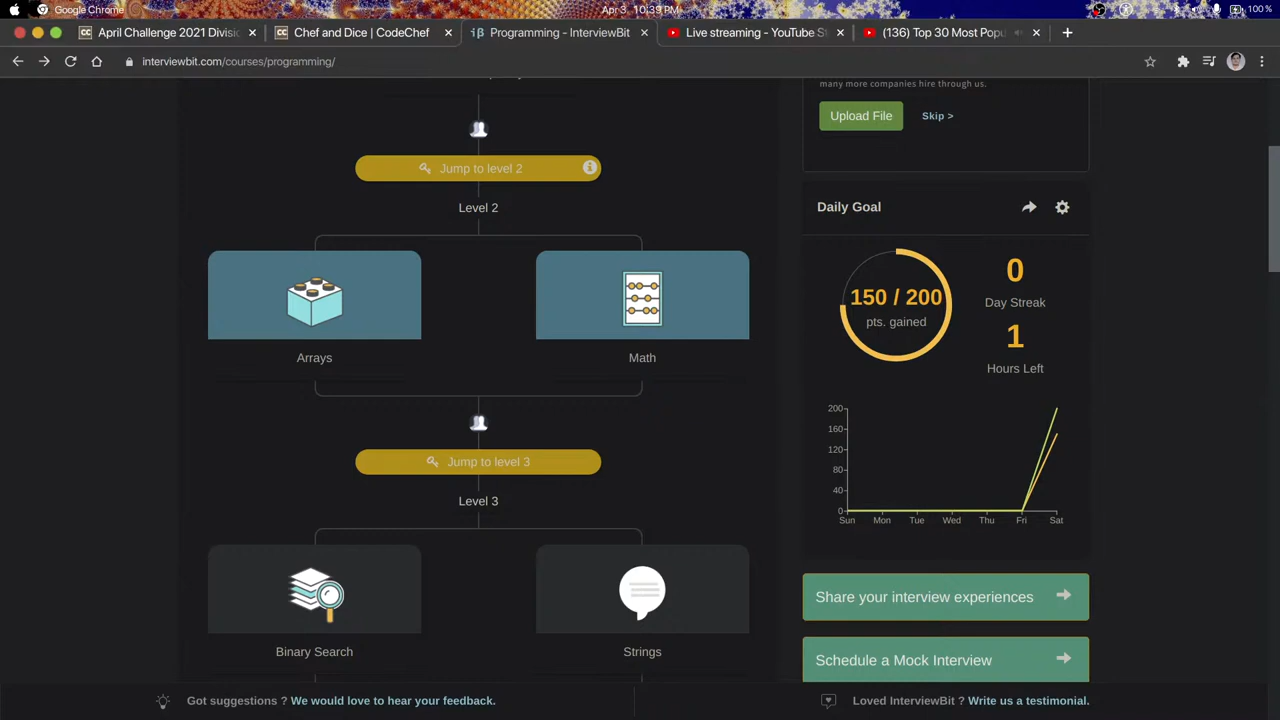 Google Chrome
Apr 3, 10:39 PM
100 %
April Challenge 2021 Divisio
Chef and Dice | CodeChef
Programming - InterviewBit
Live streaming - YouTube S
(136) Top 30 Most Popu
interviewbit.com/courses/programming/
many more companies hire through us.
Upload File
Skip >
Jump to level 2
Level 2
Daily Goal
150 / 200
pts. gained
0
Day Streak
1
Hours Left
Arrays
Math
200
160
120
80
40
0
Sun Mon Tue Wed Thu Fri Sat
Jump to level 3
Level 3
Share your interview experiences
Binary Search
Strings
Schedule a Mock Interview
Got suggestions ? We would love to hear your feedback.
Loved InterviewBit ? Write us a testimonial.